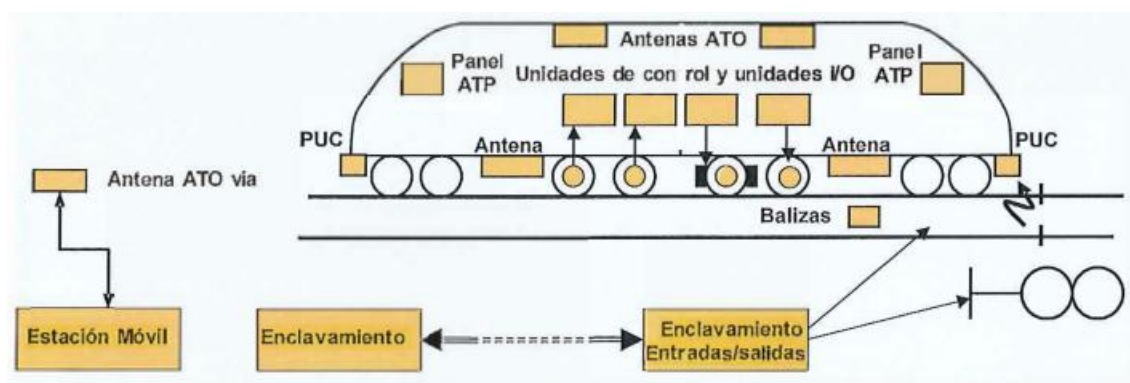 Antenas ATO
Panel
ATP
Unidades de con rol y unidades I/O
Panel
ATP
PUC
Antena
Antena
PUC
Antena ATO via
Balizas
Estación Móvil
Enclavamiento
Enclavamiento
Entradas/salidas